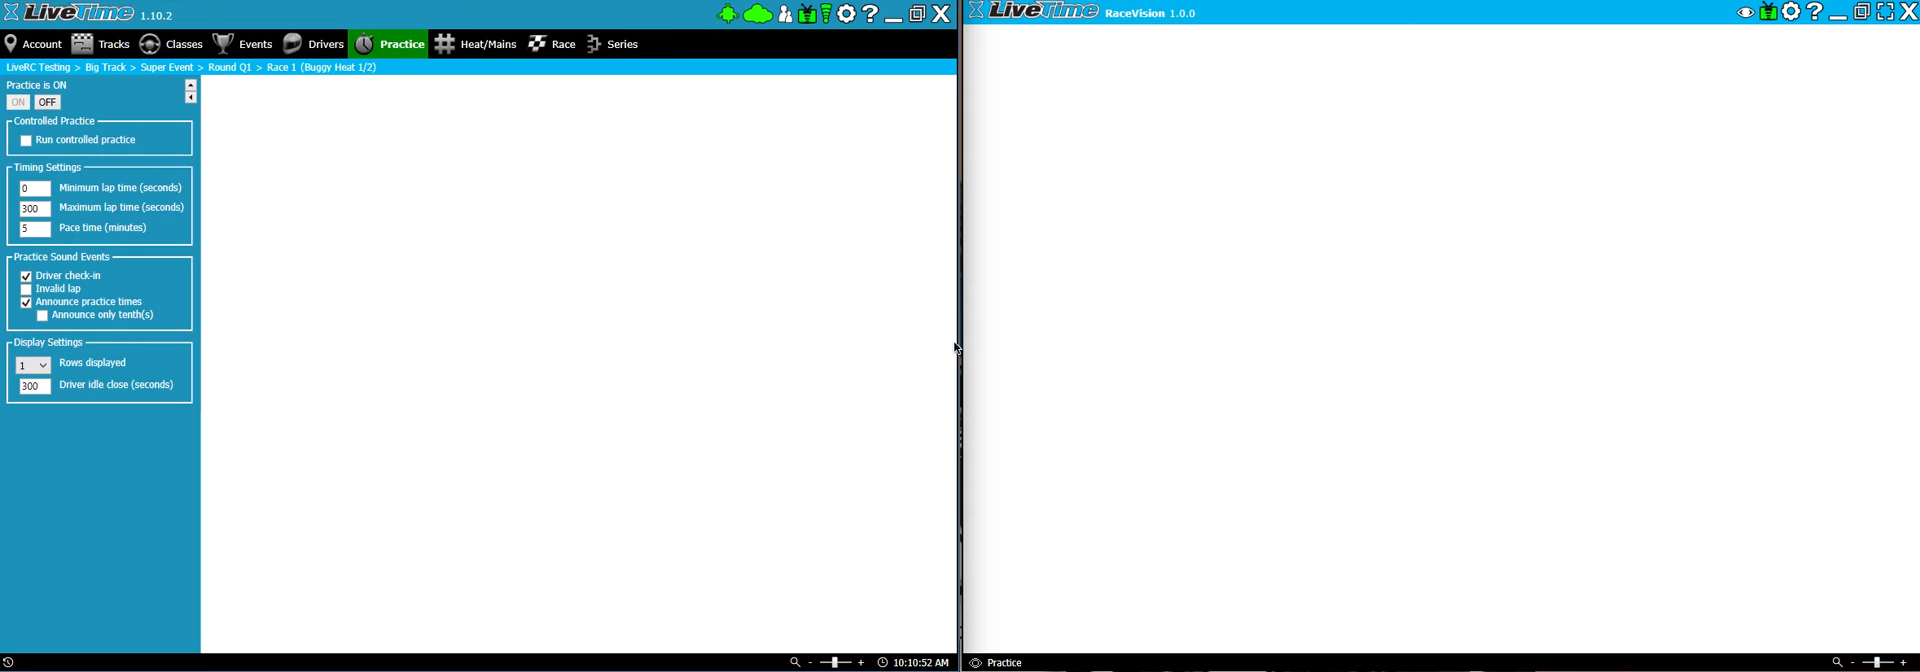 LiveTime 1.10.2
Account Tracks Classes Events Drivers Practice Heat/Mains Race Series
LiveRC Testing > Big Track > Super Event > Round Q1 > Race 1 (Buggy Heat 1/2)
Practice is ON
ON OFF
Controlled Practice
Run controlled practice
Timing Settings
0 Minimum lap time (seconds)
300 Maximum lap time (seconds)
5 Pace time (minutes)
Practice Sound Events
Driver check-in
Invalid lap
Announce practice times
Announce only tenth(s)
Display Settings
1 Rows displayed
300 Driver idle close (seconds)
- + 10:10:52 AM
LiveTime RaceVision 1.0.0
Practice - +